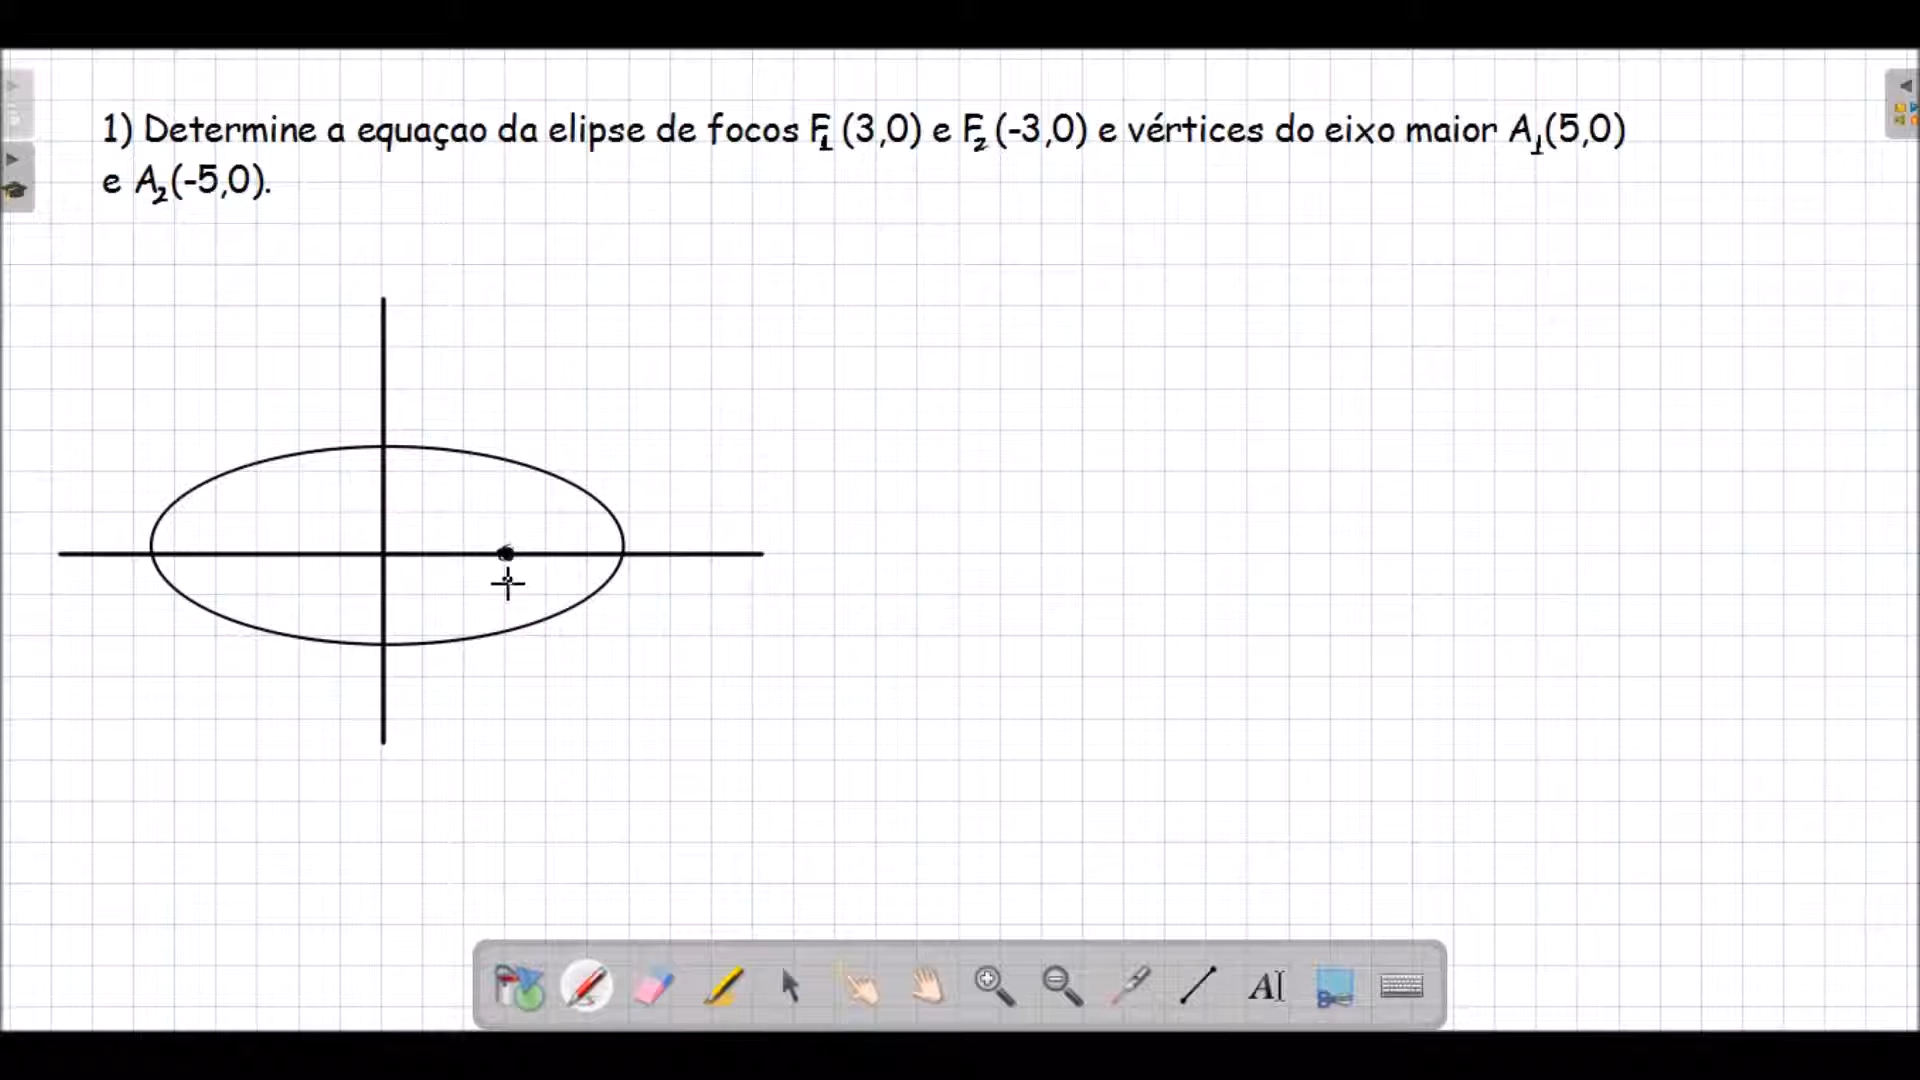 1) Determine a equaçao da elipse de focos F₁ (3,0) e F₂ (-3,0) e vértices do eixo maior A₁(5,0)
e A₂(-5,0).
AI